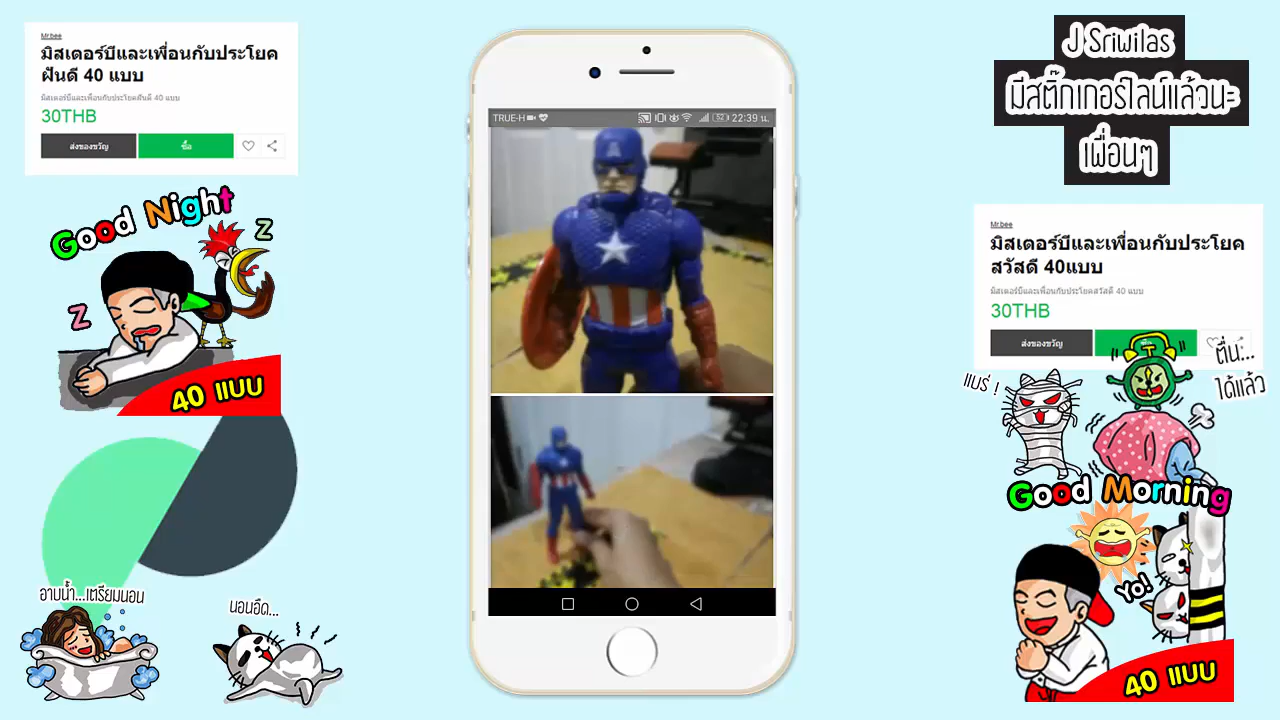 Mr.bee
มิสเตอร์บีและเพื่อนกับประโยค
ฝันดี 40 แบบ
มิสเตอร์บีและเพื่อนกับประโยคฝันดี 40 แบบ
30THB
ส่งของขวัญ
ซื้อ
Good Night
Z
Z
40 แบบ
อาบน้ำ...เตรียมนอน
นอนอืด...
TRUE-H
52
22:39 น.
A
J Sriwilas
มีสติ๊กเกอร์ไลน์แล้วนะ
เพื่อนๆ
Mr.bee
มิสเตอร์บีและเพื่อนกับประโยค
สวัสดี 40แบบ
มิสเตอร์บีและเพื่อนกับประโยคสวัสดี 40 แบบ
30THB
ส่งของขวัญ
ตื่น...
ได้แล้ว
แบร่ !
Good Morning
Yo!
40 แบบ